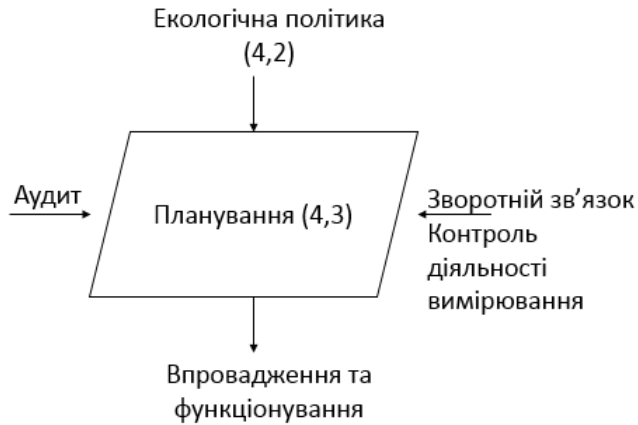 Екологічна політика
(4,2)
Аудит
Планування (4,3)
Зворотній зв’язок
Контроль
діяльності
вимірювання
Впровадження та
функціонування